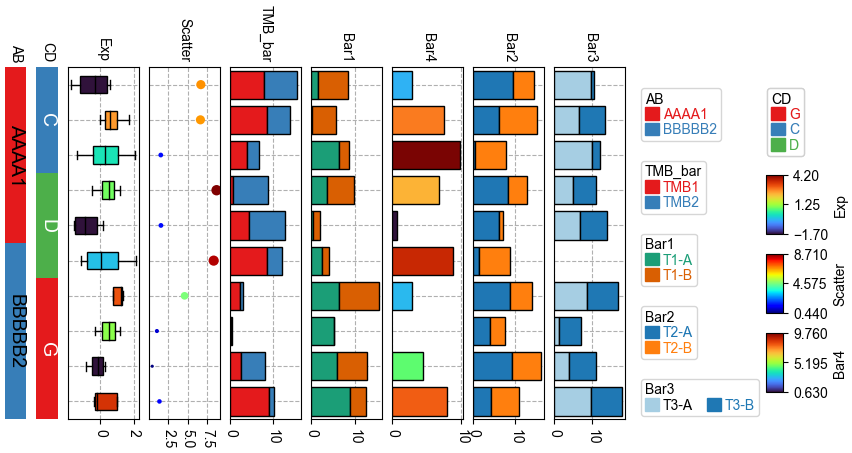 AB
CD
Exp
Scatter
TMB_bar
Bar1
Bar4
Bar2
Bar3
AAAA1
BBBBB2
C
D
G
0 2
2.5 5.0 7.5
0 10
0 10
0 10
0 10
0 10
AB
AAAA1
BBBBB2
TMB_bar
TMB1
TMB2
Bar1
T1-A
T1-B
Bar2
T2-A
T2-B
Bar3
T3-A T3-B
CD
G
C
D
4.20
1.25
−1.70
Exp
8.710
4.575
0.440
Scatter
9.760
5.195
0.630
Bar4